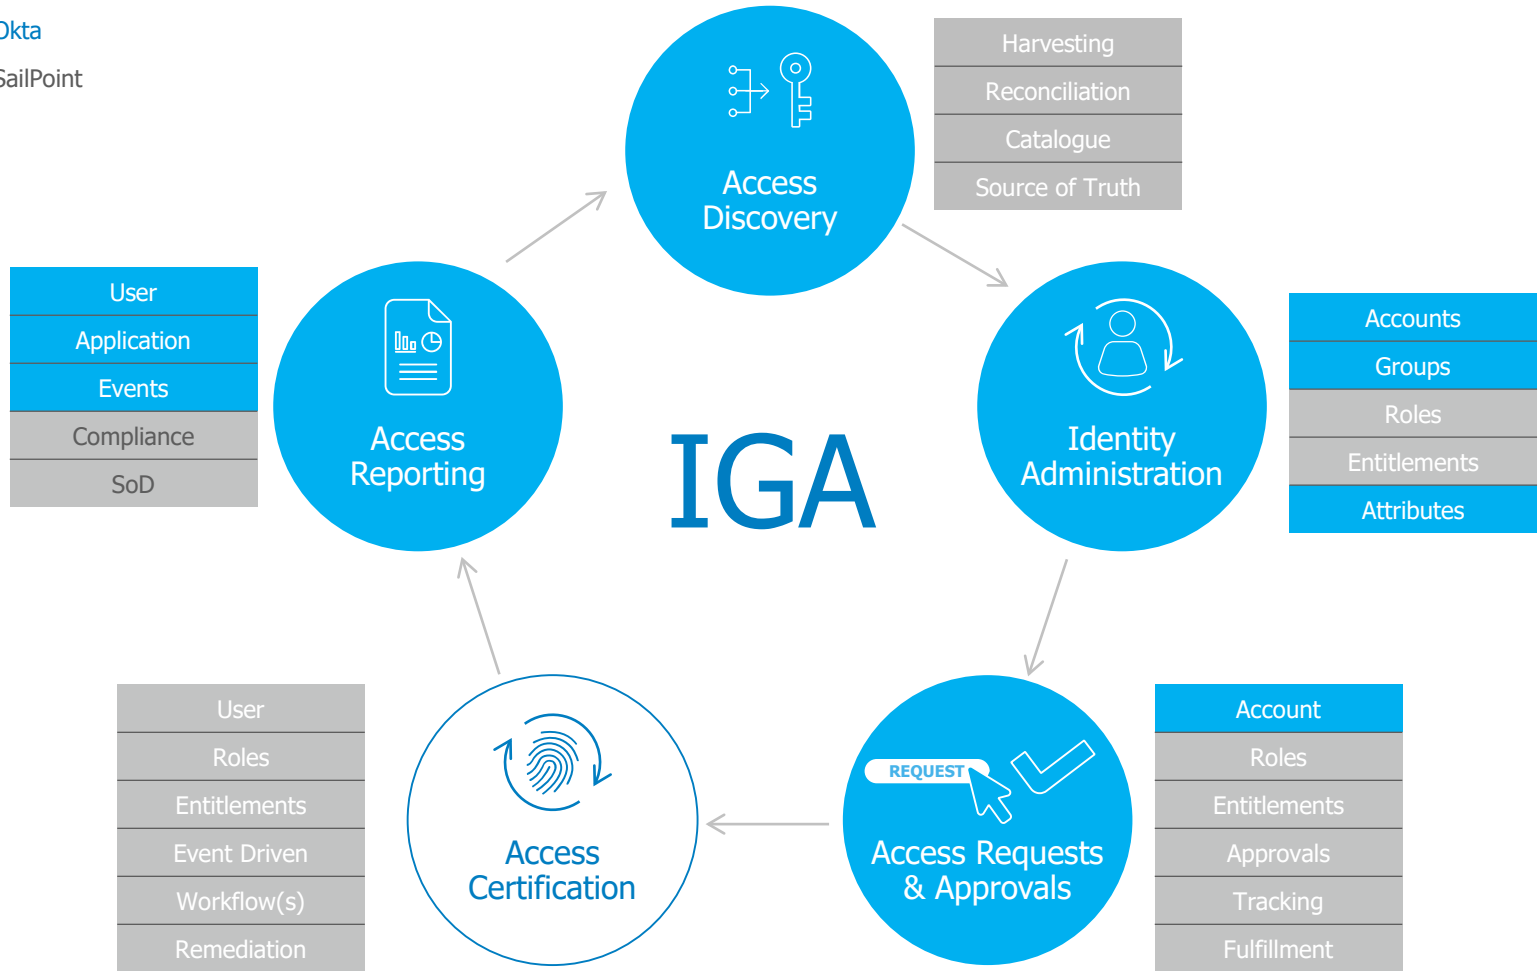 Okta
SailPoint
Access
Discovery
Harvesting
Reconciliation
Catalogue
Source of Truth
User
Application
Events
Compliance
SoD
Access
Reporting
IGA
Identity
Administration
Accounts
Groups
Roles
Entitlements
Attributes
User
Roles
Entitlements
Event Driven
Workflow(s)
Remediation
Access
Certification
REQUEST
Access Requests
& Approvals
Account
Roles
Entitlements
Approvals
Tracking
Fulfillment